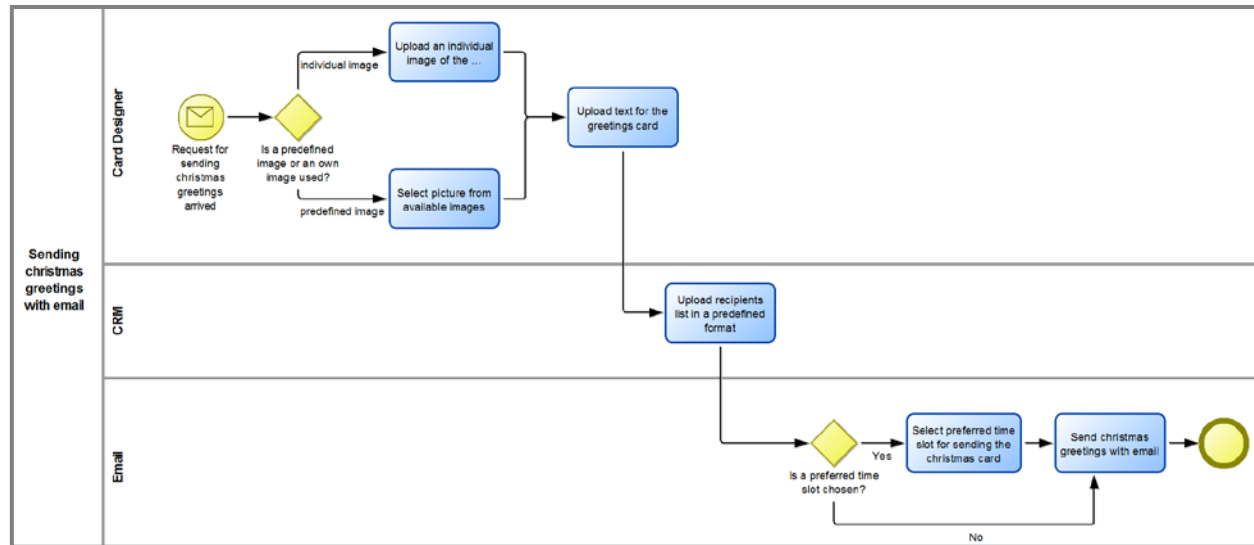 Sending
christmas
greetings
with email
Card Designer
Request for
sending
christmas
greetings
arrived
Is a predefined
image or an own
image used?
individual image
predefined image
Upload an individual
image of the ...
Select picture from
available images
Upload text for the
greetings card
CRM
Upload recipients
list in a predefined
format
Email
Is a preferred time
slot chosen?
Yes
No
Select preferred time
slot for sending the
christmas card
Send christmas
greetings with email